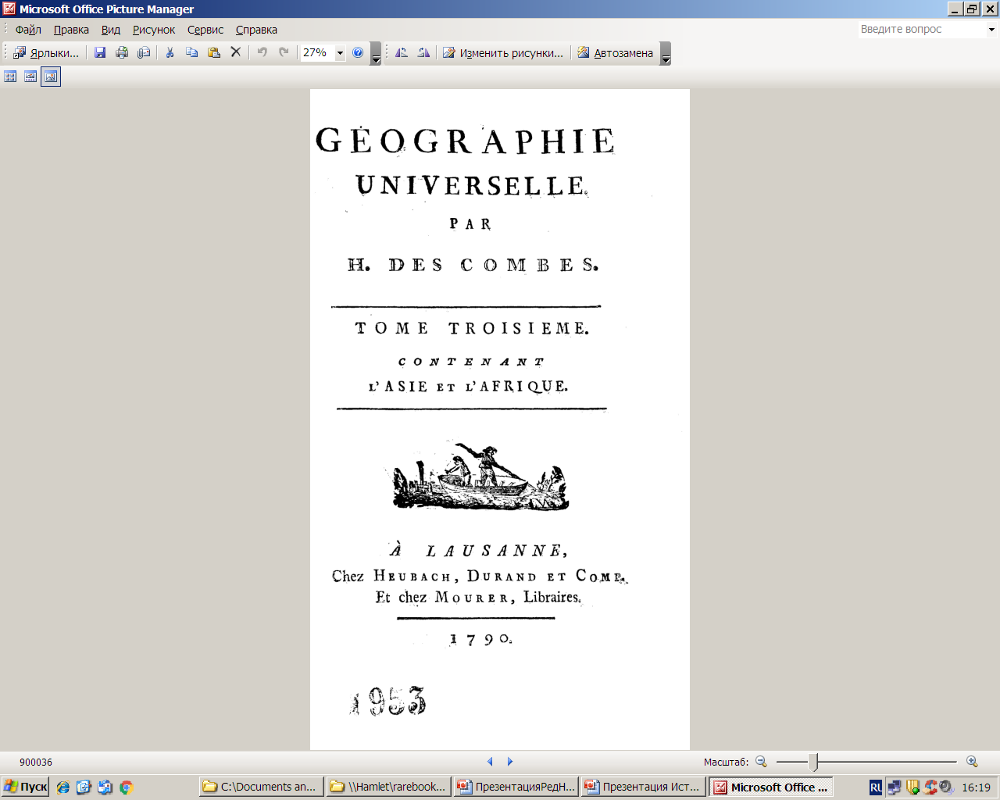 Microsoft Office Picture Manager
Файл Правка Вид Рисунок Сервис Справка
Введите вопрос
Ярлыки...
27%
Изменить рисунки...
Автозамена
GÉOGRAPHIE
UNIVERSELLE.
PAR
H. DES COMBES.
TOME TROISIEME.
CONTENANT
L'ASIE ET L'AFRIQUE.
À LAUSANNE,
Chez HEUBACH, DURAND ET COMP.
Et chez MOURER, Libraires.
1790.
1953
900036
Масштаб:
Пуск
C:\Documents an...
\\Hamlet\rarebook...
ПрезентацияРедН...
Презентация Ист...
Microsoft Office ...
RU
16:19